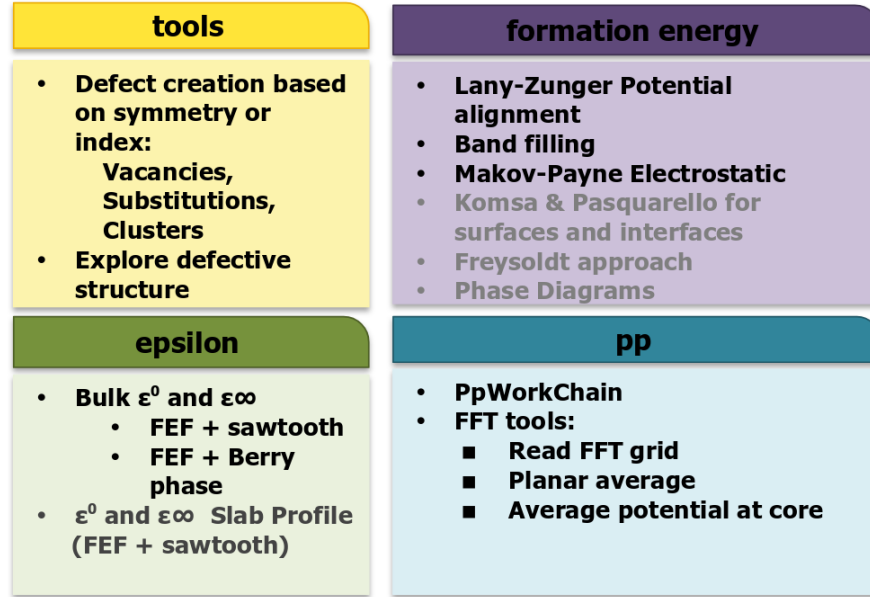 tools
• Defect creation based
on symmetry or
index:
Vacancies,
Substitutions,
Clusters
• Explore defective
structure
formation energy
• Lany-Zunger Potential
alignment
• Band filling
• Makov-Payne Electrostatic
• Komsa & Pasquarello for
surfaces and interfaces
• Freysoldt approach
• Phase Diagrams
epsilon
• Bulk ε⁰ and ε∞
• FEF + sawtooth
• FEF + Berry
phase
• ε⁰ and ε∞ Slab Profile
(FEF + sawtooth)
pp
• PpWorkChain
• FFT tools:
■ Read FFT grid
■ Planar average
■ Average potential at core